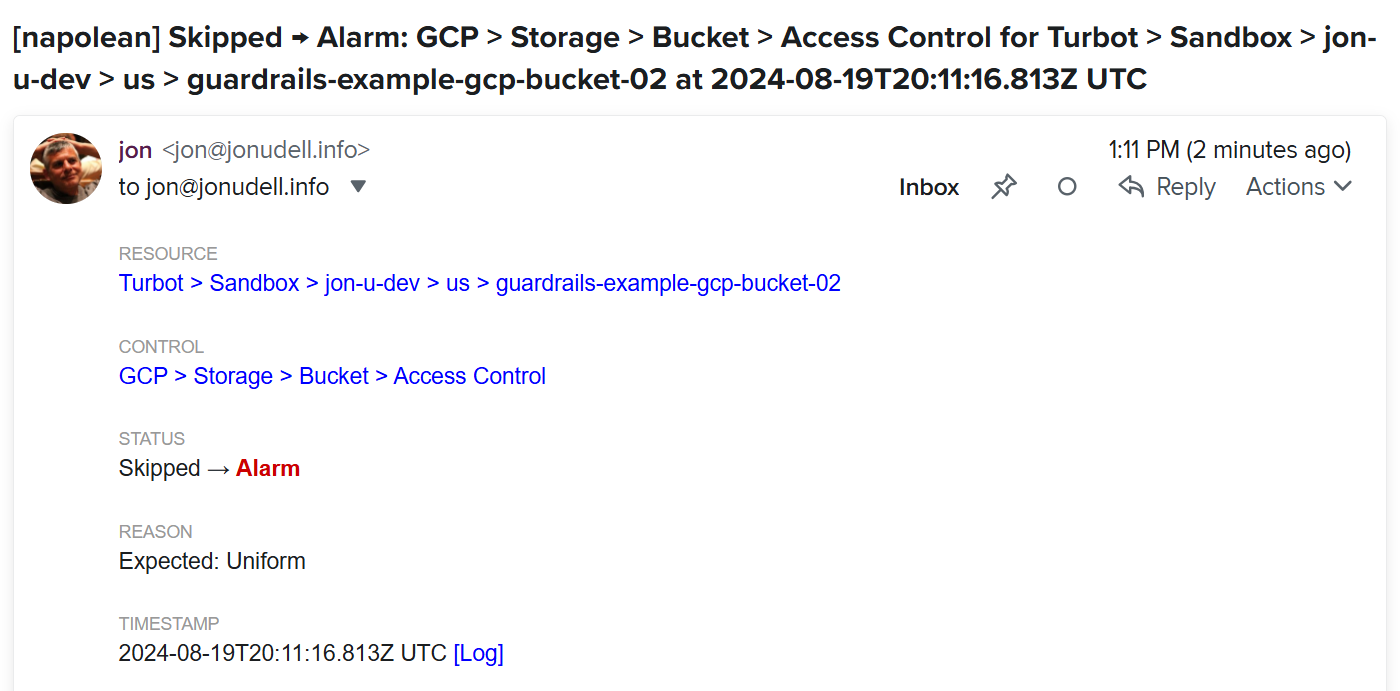 [napolean] Skipped → Alarm: GCP > Storage > Bucket > Access Control for Turbot > Sandbox > jon-
u-dev > us > guardrails-example-gcp-bucket-02 at 2024-08-19T20:11:16.813Z UTC
jon <jon@jonudell.info>
1:11 PM (2 minutes ago)
to jon@jonudell.info
Inbox
Reply
Actions
RESOURCE
Turbot > Sandbox > jon-u-dev > us > guardrails-example-gcp-bucket-02
CONTROL
GCP > Storage > Bucket > Access Control
STATUS
Skipped → Alarm
REASON
Expected: Uniform
TIMESTAMP
2024-08-19T20:11:16.813Z UTC [Log]